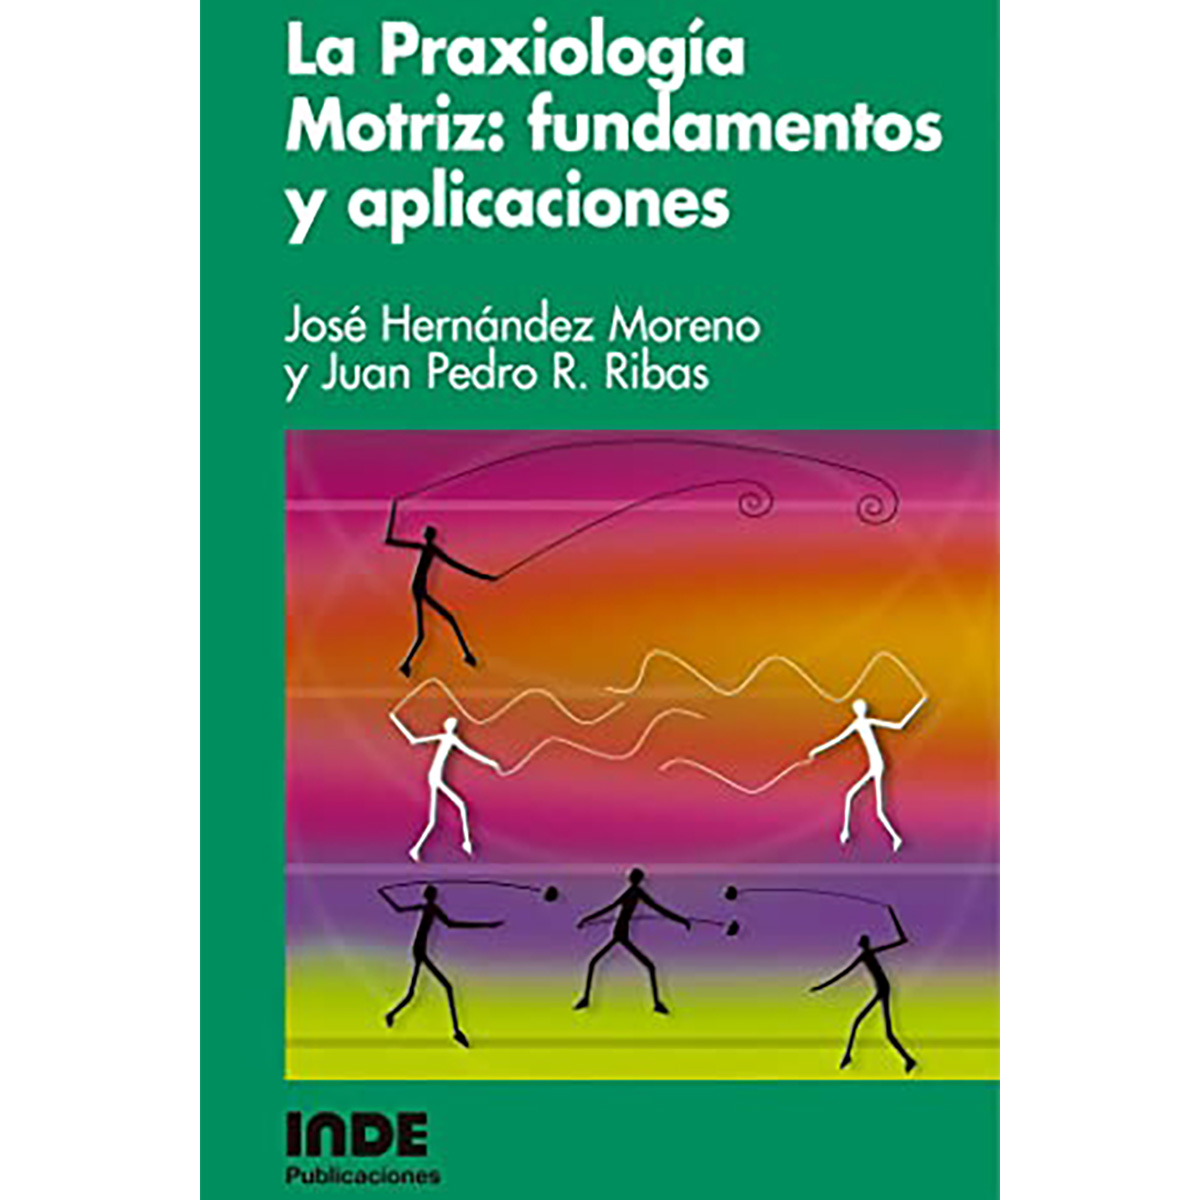 La Praxiología
Motriz: fundamentos
y aplicaciones
José Hernández Moreno
y Juan Pedro R. Ribas
INDE
Publicaciones